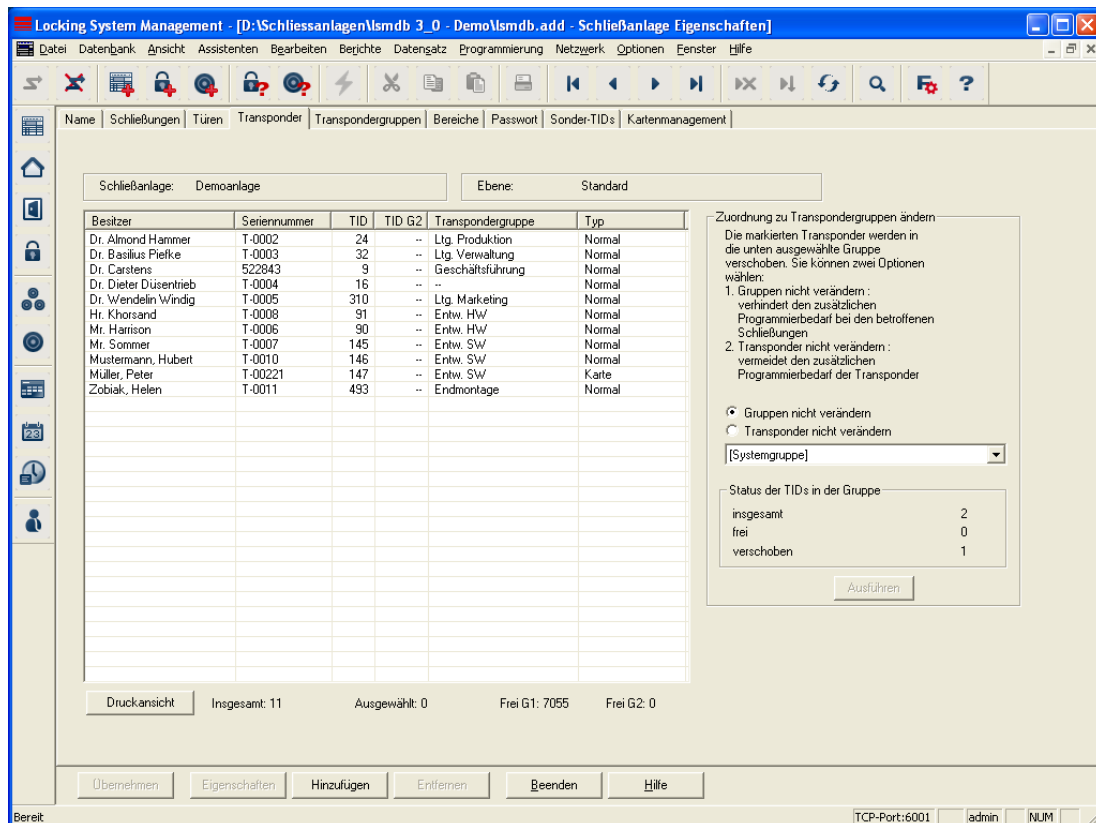 Locking System Management - [D:\Schliessanlagen\lsmdb 3_0 - Demo\lsmdb.add - Schließanlage Eigenschaften]
Datei Datenbank Ansicht Assistenten Bearbeiten Berichte Datensatz Programmierung Netzwerk Optionen Fenster Hilfe
Name Schließungen Türen Transponder Transpondergruppen Bereiche Passwort Sonder-TIDs Kartenmanagement
Schließanlage: Demoanlage Ebene: Standard
Besitzer Seriennummer TID TID G2 Transpondergruppe Typ
Dr. Almond Hammer T-0002 24 -- Ltg. Produktion Normal
Dr. Basilius Piefke T-0003 32 -- Ltg. Verwaltung Normal
Dr. Carstens 522843 9 -- Geschäftsführung Normal
Dr. Dieter Düsentrieb T-0004 16 -- -- Normal
Dr. Wendelin Windig T-0005 310 -- Ltg. Marketing Normal
Hr. Khorsand T-0008 91 -- Entw. HW Normal
Mr. Harrison T-0006 90 -- Entw. HW Normal
Mr. Sommer T-0007 145 -- Entw. SW Normal
Mustermann, Hubert T-0010 146 -- Entw. SW Normal
Müller, Peter T-00221 147 -- Entw. SW Karte
Zobiak, Helen T-0011 493 -- Endmontage Normal
Zuordnung zu Transpondergruppen ändern
Die markierten Transponder werden in
die unten ausgewählte Gruppe
verschoben. Sie können zwei Optionen
wählen:
1. Gruppen nicht verändern :
verhindert den zusätzlichen
Programmierbedarf bei den betroffenen
Schließungen
2. Transponder nicht verändern :
vermeidet den zusätzlichen
Programmierbedarf der Transponder
Gruppen nicht verändern
Transponder nicht verändern
[Systemgruppe]
Status der TIDs in der Gruppe
insgesamt 2
frei 0
verschoben 1
Ausführen
Druckansicht Insgesamt: 11 Ausgewählt: 0 Frei G1: 7055 Frei G2: 0
Übernehmen Eigenschaften Hinzufügen Entfernen Beenden Hilfe
Bereit TCP-Port:6001 admin NUM